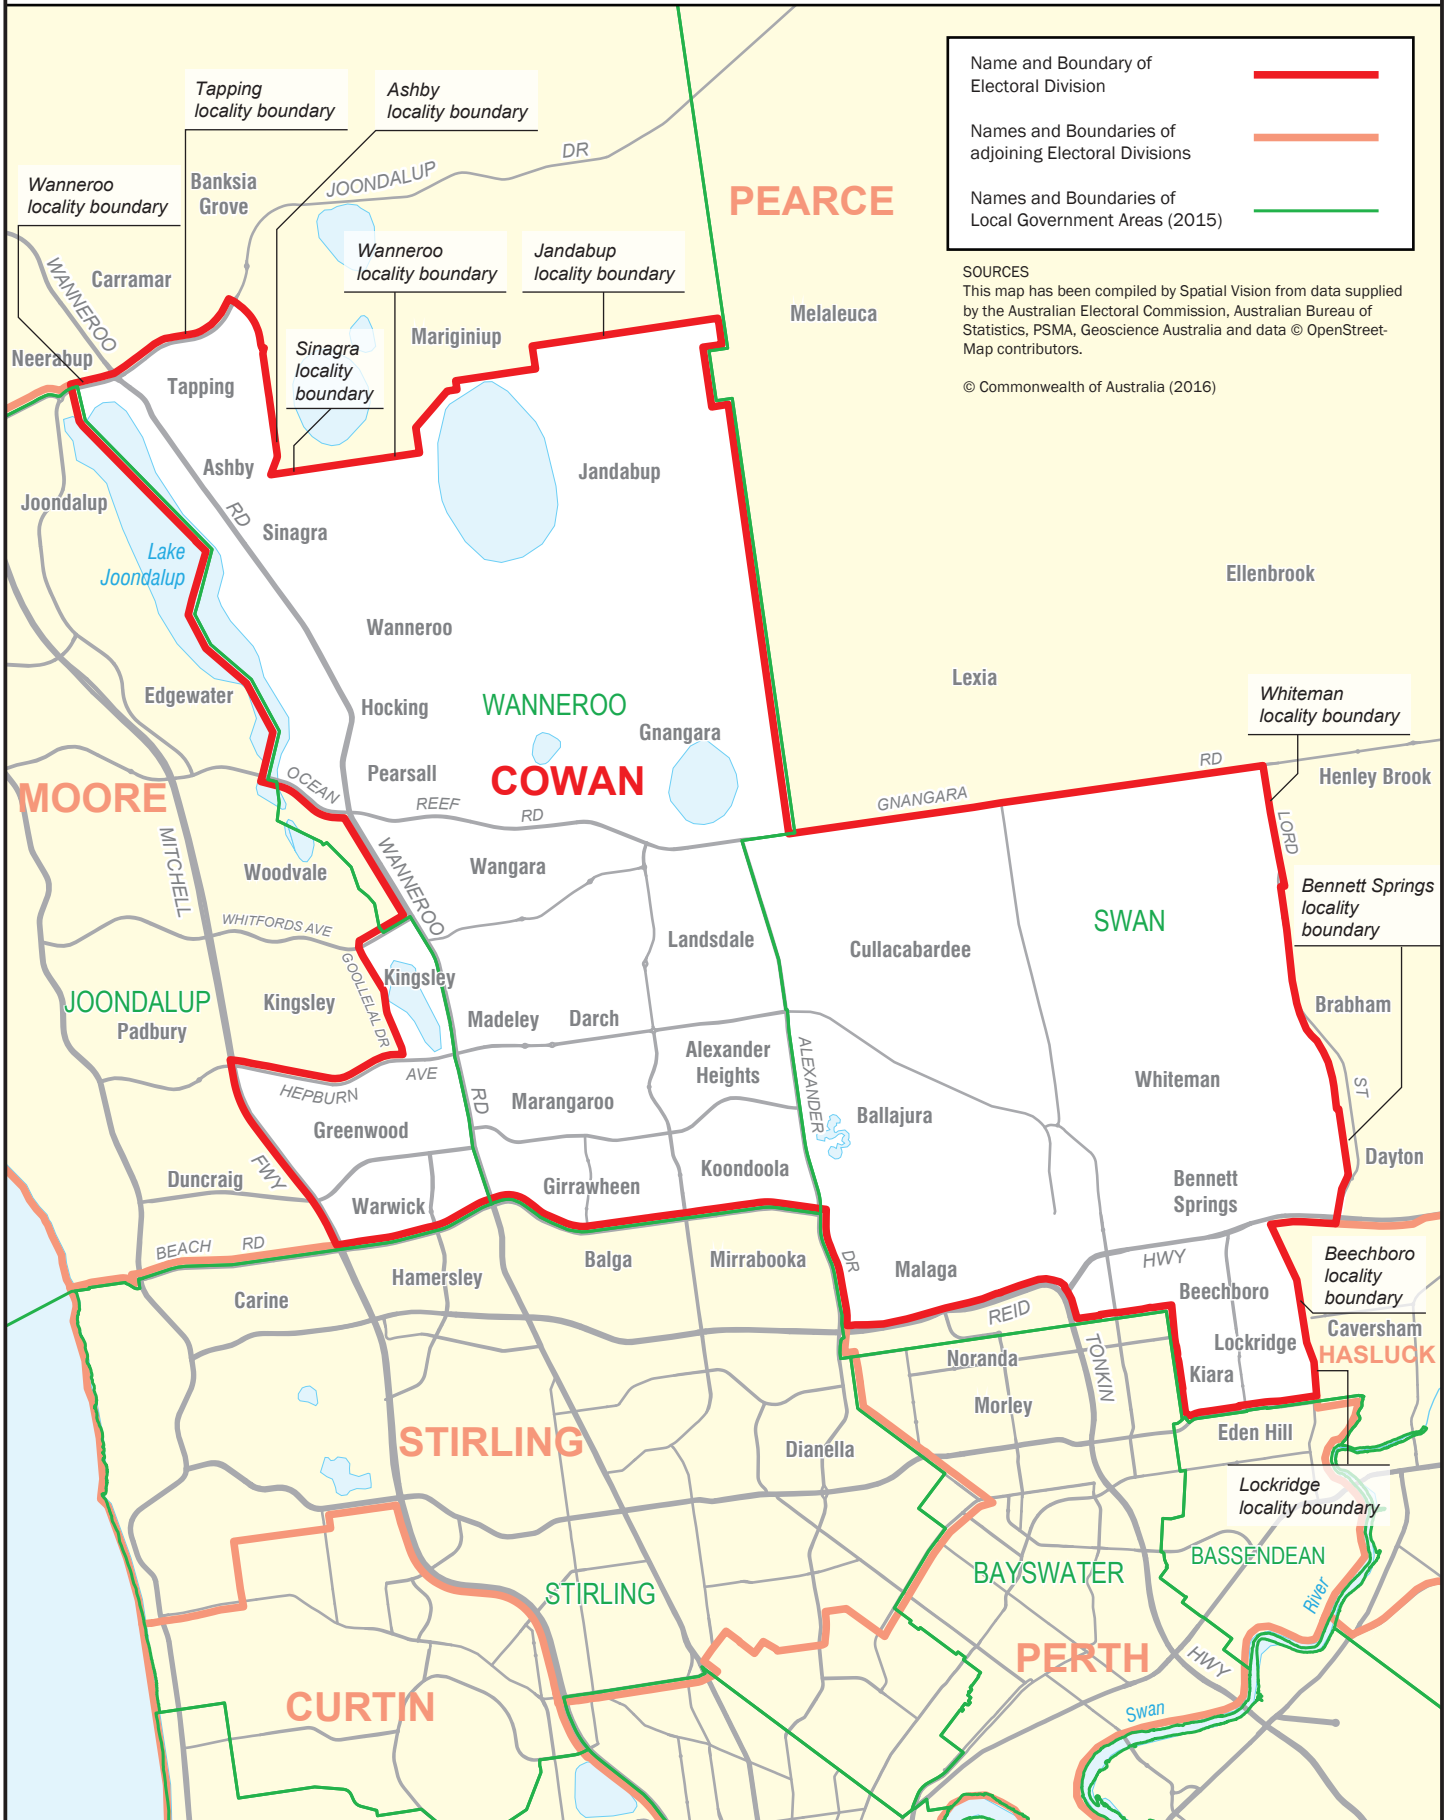 Name and Boundary of
Electoral Division
Names and Boundaries of
adjoining Electoral Divisions
Names and Boundaries of
Local Government Areas (2015)
SOURCES
This map has been compiled by Spatial Vision from data supplied
by the Australian Electoral Commission, Australian Bureau of
Statistics, PSMA, Geoscience Australia and data © OpenStreet-
Map contributors.
© Commonwealth of Australia (2016)
Tapping
locality boundary
Ashby
locality boundary
Wanneroo
locality boundary
Banksia
Grove
JOONDALUP
DR
PEARCE
Wanneroo
locality boundary
Jandabup
locality boundary
WANNEROO
Carramar
Melaleuca
Mariginiup
Sinagra
locality
boundary
Neerabup
Tapping
Ashby
Jandabup
Joondalup
RD
Sinagra
Lake
Joondalup
Ellenbrook
Wanneroo
Lexia
Edgewater
Hocking
WANNEROO
Gnangara
Whiteman
locality boundary
RD
Henley Brook
Pearsall
COWAN
MOORE
OCEAN
REEF
RD
GNANGARA
LORD
MITCHELL
Woodvale
WANNEROO
Wangara
Bennett Springs
locality
boundary
WHITFORDS AVE
Landsdale
Cullacabardee
SWAN
GOOLLELAL DR
Kingsley
JOONDALUP
Padbury
Kingsley
Madeley
Darch
Brabham
Alexander
Heights
ALEXANDER
AVE
HEPBURN
RD
Marangaroo
Whiteman
ST
Ballajura
Greenwood
FWY
Duncraig
Koondoola
Girrawheen
Dayton
Bennett
Springs
Warwick
BEACH
RD
Balga
Mirrabooka
DR
Malaga
HWY
Beechboro
locality
boundary
Hamersley
Carine
Beechboro
REID
TONKIN
Caversham
HASLUCK
Lockridge
Noranda
Kiara
Morley
Eden Hill
STIRLING
Dianella
Lockridge
locality boundary
BAYSWATER
BASSENDEAN
STIRLING
River
PERTH
HWY
CURTIN
Swan